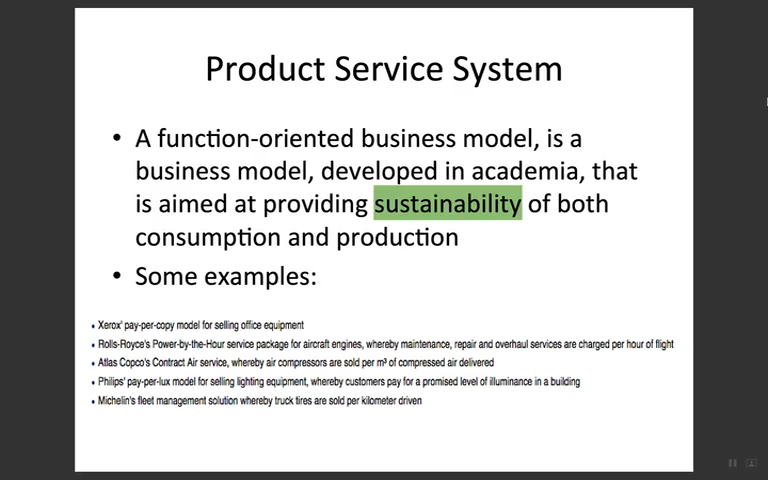 Product Service System
• A function-oriented business model, is a
business model, developed in academia, that
is aimed at providing sustainability of both
consumption and production
• Some examples:
• Xerox' pay-per-copy model for selling office equipment
• Rolls-Royce's Power-by-the-Hour service package for aircraft engines, whereby maintenance, repair and overhaul services are charged per hour of flight
• Atlas Copco's Contract Air service, whereby air compressors are sold per m³ of compressed air delivered
• Philips' pay-per-lux model for selling lighting equipment, whereby customers pay for a promised level of illuminance in a building
• Michelin's fleet management solution whereby truck tires are sold per kilometer driven